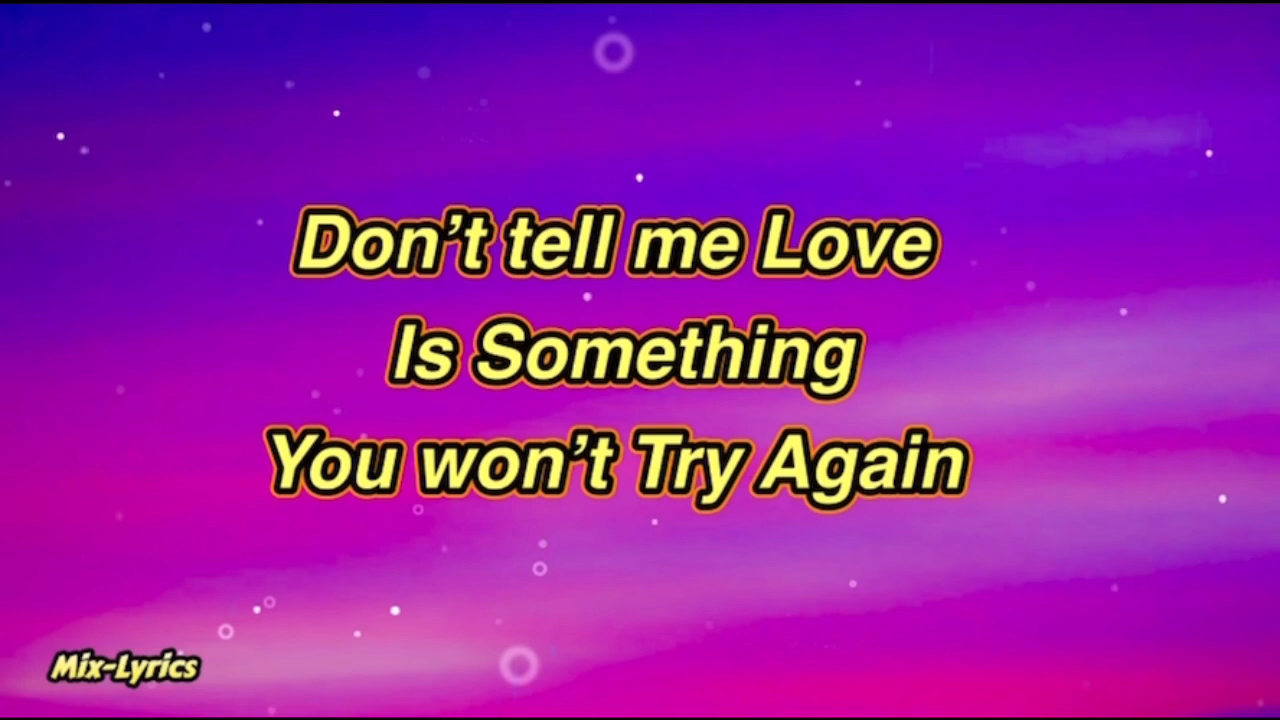 Don’t tell me Love
Is Something
You won’t Try Again
Mix-Lyrics